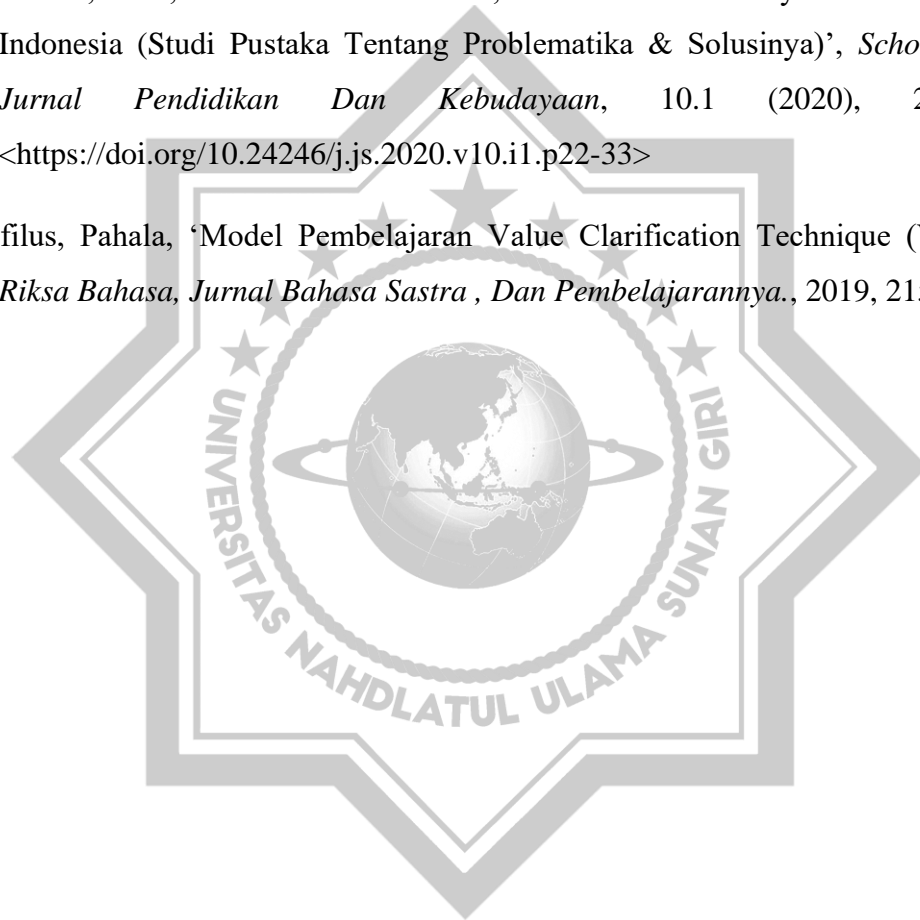 Indonesia (Studi Pustaka Tentang Problematika & Solusinya)’, Scho
Jurnal Pendidikan Dan Kebudayaan, 10.1 (2020), 2
<https://doi.org/10.24246/j.js.2020.v10.i1.p22-33>
filus, Pahala, ‘Model Pembelajaran Value Clarification Technique (
Riksa Bahasa, Jurnal Bahasa Sastra , Dan Pembelajarannya., 2019, 21
UNIVERSITAS NAHDLATUL ULAMA SUNAN GIRI